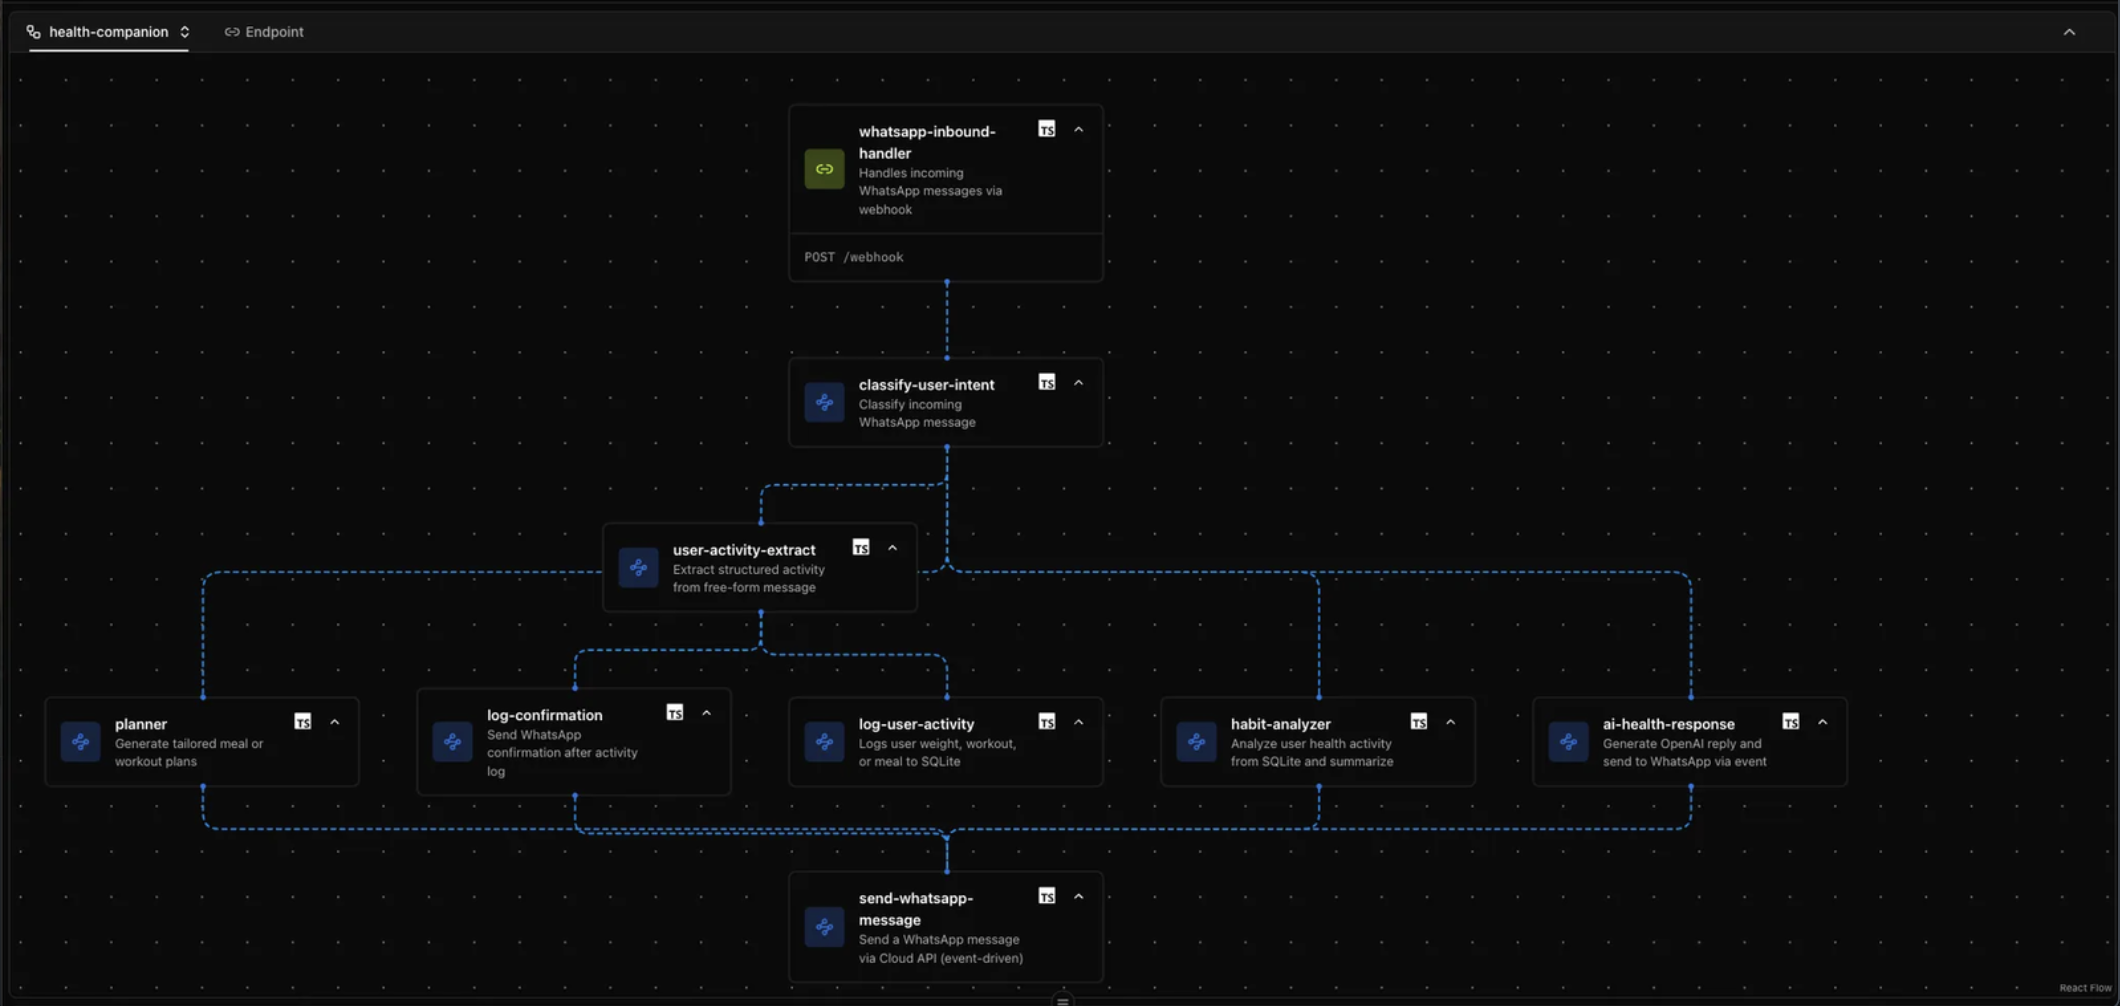 health-companion
Endpoint
whatsapp-inbound-
handler
TS
Handles incoming
WhatsApp messages via
webhook
POST /webhook
classify-user-intent
TS
Classify incoming
WhatsApp message
user-activity-extract
TS
Extract structured activity
from free-form message
planner
TS
Generate tailored meal or
workout plans
log-confirmation
TS
Send WhatsApp
confirmation after activity
log
log-user-activity
TS
Logs user weight, workout,
or meal to SQLite
habit-analyzer
TS
Analyze user health activity
from SQLite and summarize
ai-health-response
TS
Generate OpenAI reply and
send to WhatsApp via event
send-whatsapp-
message
TS
Send a WhatsApp message
via Cloud API (event-driven)
React Flow